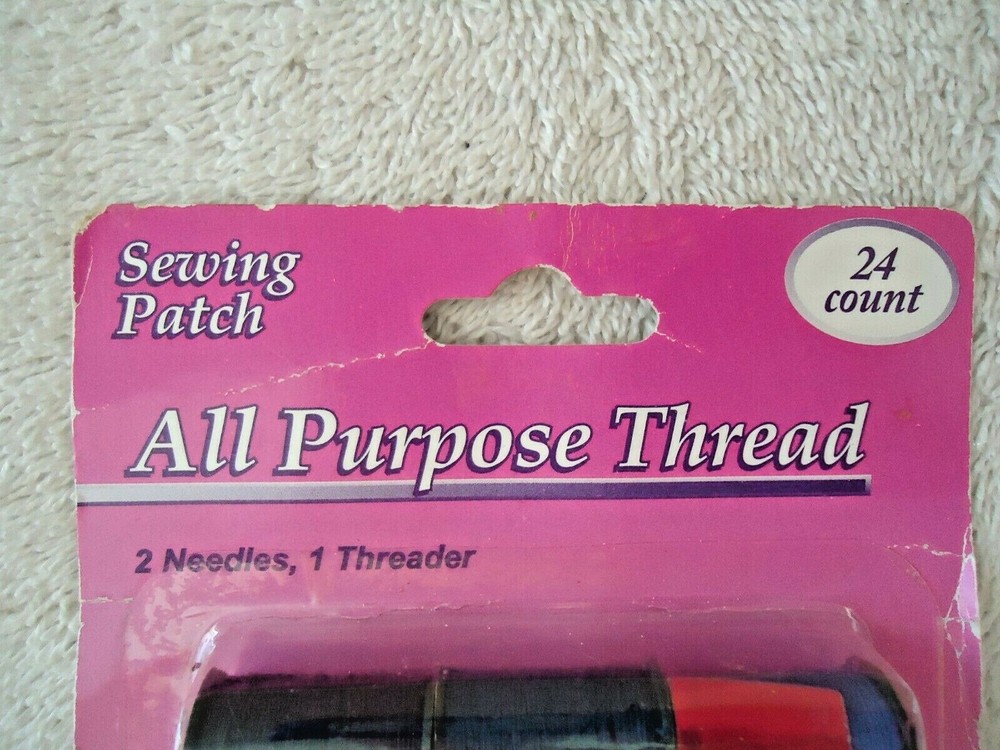 Sewing
Patch
24
count
All Purpose Thread
2 Needles, 1 Threader